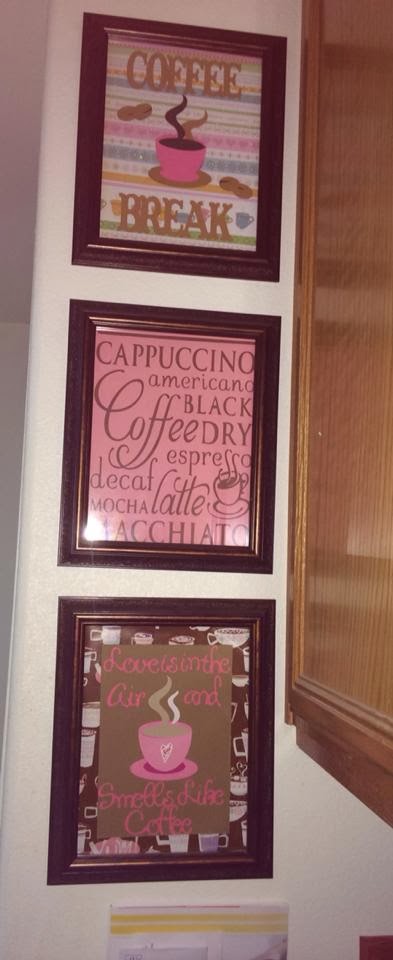 COFFEE
BREAK
CAPPUCCINO
americano
BLACK
Coffee DRY
espresso
decaf
MOCHA latte
MACCHIATO
Love is in the
Air and
Smells Like
Coffee